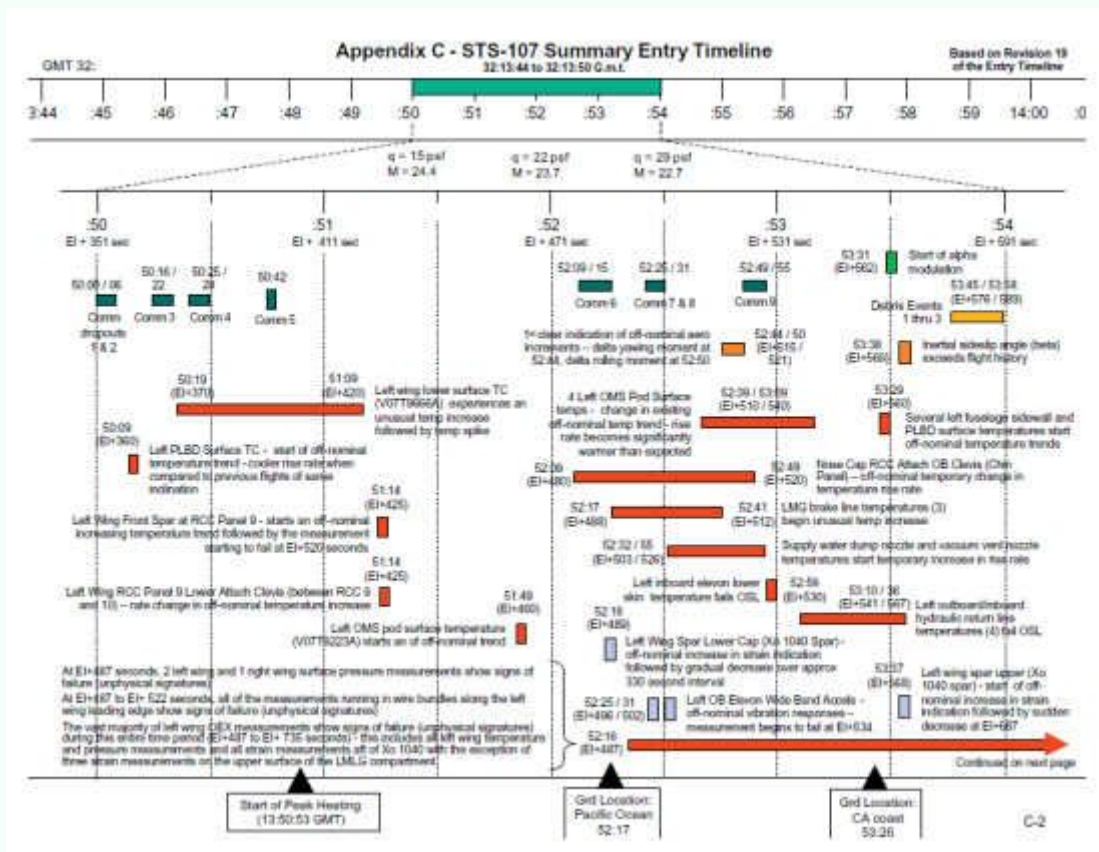 Appendix C - STS-107 Summary Entry Timeline
32:13:44 to 32:13:50 G.m.t.
Based on Revision 19
of the Entry Timeline
GMT 32:
3:44 :45 :46 :47 :48 :49 :50 :51 :52 :53 :54 :55 :56 :57 :58 :59 14:00 :0
q = 15 psf
M = 24.4
q = 22 psf
M = 23.7
q = 29 psf
M = 22.7
:50
EI + 351 sec
:51
EI + 411 sec
:52
EI + 471 sec
:53
EI + 531 sec
:54
EI + 591 sec
50:00 / 06
Comm
dropouts
1 & 2
50:16 /
22
Comm 3
50:25 /
Comm 4
50:42
Comm 5
52:09 / 15
Comm 6
52:25 / 31
Comm 7 & 8
52:49 / 55
Comm 9
53:31
(EI+562)
Start of alpha
modulation
53:45 /
(EI+576 /
Debris Events
1 thru 3
1st clear indication of off-nominal aero
increments – delta yawing moment at
52:44, delta rolling moment at 52:50
52:44 / 50
(EI+515 /
521)
53:38
Inertial sideslip angle (beta)
exceeds flight history
50:19
(EI+370)
51:09
(EI+420)
Left wing lower surface TC
experiences an
unusual temp increase
followed by temp spike
4 Left OMS Pod Surface
temps - change in existing
off-nominal temp trend - rise
rate becomes significantly
warmer than expected
52:39 / 53:09
(EI+510 / 540)
53:29
(EI+560)
Several left fuselage sidewall and
PLBD surface temperatures start
off-nominal temperature trends
50:09
(EI+360)
Left PLBD Surface TC - start of off-nominal
temperature trend - cooler rise rate when
compared to previous flights of same
inclination
52:09
(EI+480)
52:49
(EI+520)
Nose Cap RCC Attach OB Clevis (Chin
Panel) – off-nominal temporary change in
temperature rise rate
51:14
(EI+425)
Left Wing Front Spar at RCC Panel 9 - starts an off-nominal
increasing temperature trend followed by the measurement
starting to fail at EI+520 seconds
52:17
(EI+488)
52:41
(EI+512)
LMG brake line temperatures (3)
begin unusual temp increase
52:32 / 55
(EI+503 / 526)
Supply water dump nozzle and vacuum vent nozzle
temperatures start temporary increase in rise rate
51:14
(EI+425)
Left Wing RCC Panel 9 Lower Attach Clevis (between RCC 9
and 10) – rate change in off-nominal temperature increase
Left inboard elevon lower
skin temperature fails OSL
(EI+530)
53:10 / 36
(EI+541 / 567)
Left outboard/inboard
hydraulic return line
temperatures (4) fail OSL
51:49
(EI+460)
Left OMS pod surface temperature
(V07T9223A) starts an of off-nominal trend
52:18
(EI+489)
Left Wing Spar Lower Cap (Xo 1040 Spar) -
off-nominal increase in strain indication
followed by gradual decrease over approx
330 second interval
53:37
(EI+568)
Left wing spar upper (Xo
1040 spar) - start of off-
nominal increase in strain
indication followed by sudden
decrease at
At EI+487 seconds, 2 left wing and 1 right wing surface pressure measurements show signs of
failure (unphysical signatures)
At EI+487 to EI+ 522 seconds, all of the measurements running in wire bundles along the left
wing leading edge show signs of failure (unphysical signatures)
The vast majority of left wing OEX measurements show signs of failure (unphysical signatures)
during this entire time period (EI+487 to EI+ 735 seconds) - this includes all left wing temperature
and pressure measurements and all strain measurements aft of Xo 1040 with the exception of
three strain measurements on the upper surface of the LMLG compartment.
52:25 / 31
(EI+496 / 502)
Left OB Elevon Wide Band Accels –
off-nominal vibration responses –
measurement begins to fail at
52:16
(EI+487)
Continued on next page
Start of Peak Heating
(13:50:53 GMT)
Grd Location:
Pacific Ocean
52:17
Grd Location:
CA coast
53:26
C-2